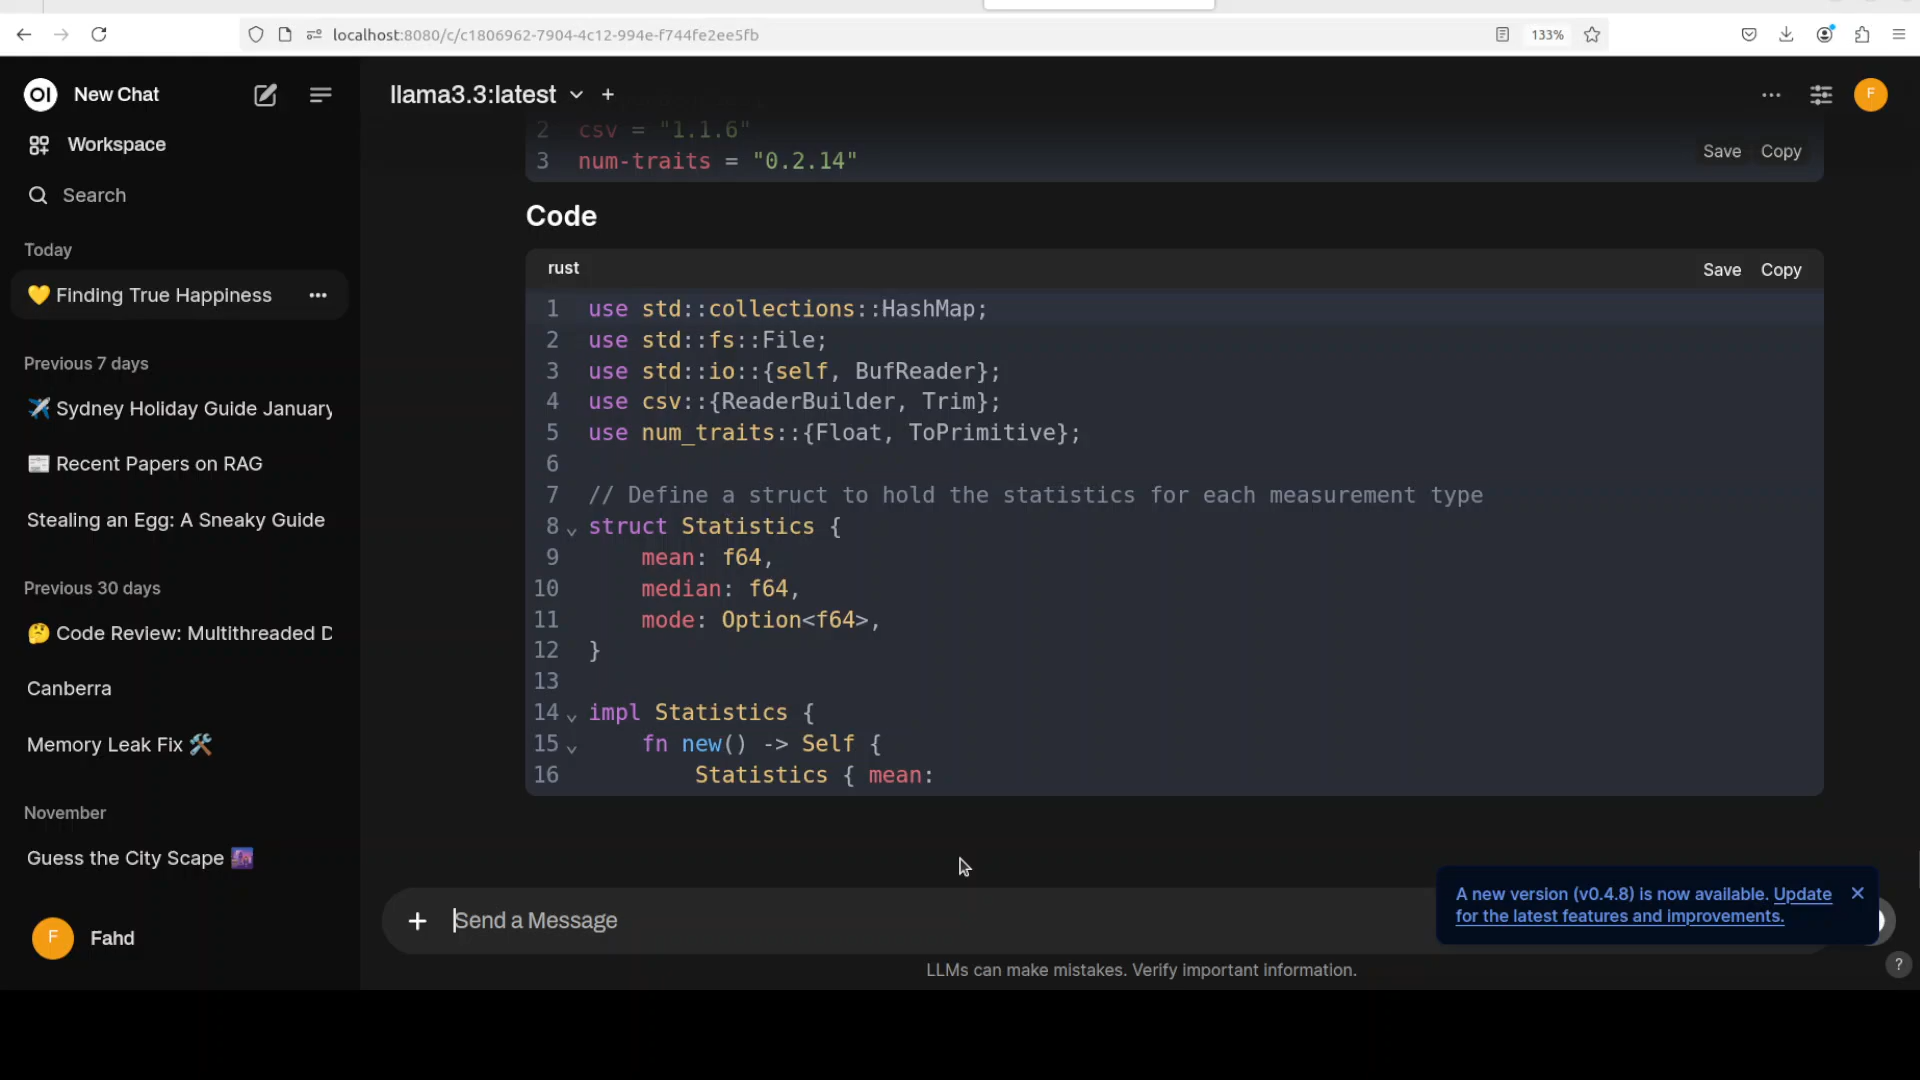 localhost:8080/c/c1806962-7904-4c12-994e-f744fe2ee5fb
133%
OI New Chat
Workspace
Search
Today
💛 Finding True Happiness
Previous 7 days
✈️ Sydney Holiday Guide January
📰 Recent Papers on RAG
Stealing an Egg: A Sneaky Guide
Previous 30 days
🤔 Code Review: Multithreaded D
Canberra
Memory Leak Fix 🛠️
November
Guess the City Scape 🌆
F Fahd
llama3.3:latest
F
2 csv = "1.1.6"
3 num-traits = "0.2.14"
Save Copy
Code
rust
Save Copy
1 use std::collections::HashMap;
2 use std::fs::File;
3 use std::io::{self, BufReader};
4 use csv::{ReaderBuilder, Trim};
5 use num_traits::{Float, ToPrimitive};
6
7 // Define a struct to hold the statistics for each measurement type
8 struct Statistics {
9     mean: f64,
10     median: f64,
11     mode: Option<f64>,
12 }
13
14 impl Statistics {
15     fn new() -> Self {
16         Statistics { mean:
Send a Message
A new version (v0.4.8) is now available. Update
for the latest features and improvements.
LLMs can make mistakes. Verify important information.
?